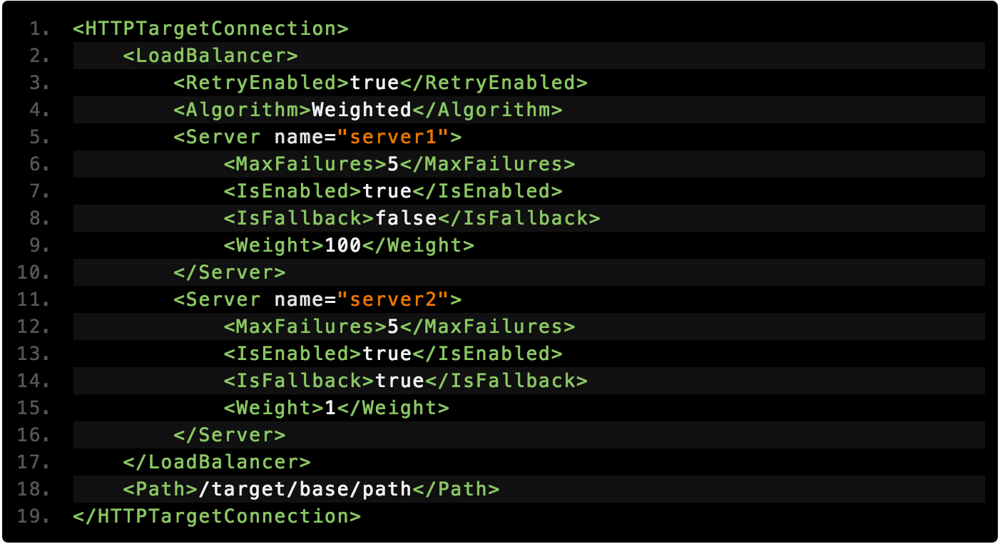 1. <HTTPTargetConnection>
2.     <LoadBalancer>
3.         <RetryEnabled>true</RetryEnabled>
4.         <Algorithm>Weighted</Algorithm>
5.         <Server name="server1">
6.             <MaxFailures>5</MaxFailures>
7.             <IsEnabled>true</IsEnabled>
8.             <IsFallback>false</IsFallback>
9.             <Weight>100</Weight>
10.         </Server>
11.         <Server name="server2">
12.             <MaxFailures>5</MaxFailures>
13.             <IsEnabled>true</IsEnabled>
14.             <IsFallback>true</IsFallback>
15.             <Weight>1</Weight>
16.         </Server>
17.     </LoadBalancer>
18.     <Path>/target/base/path</Path>
19. </HTTPTargetConnection>